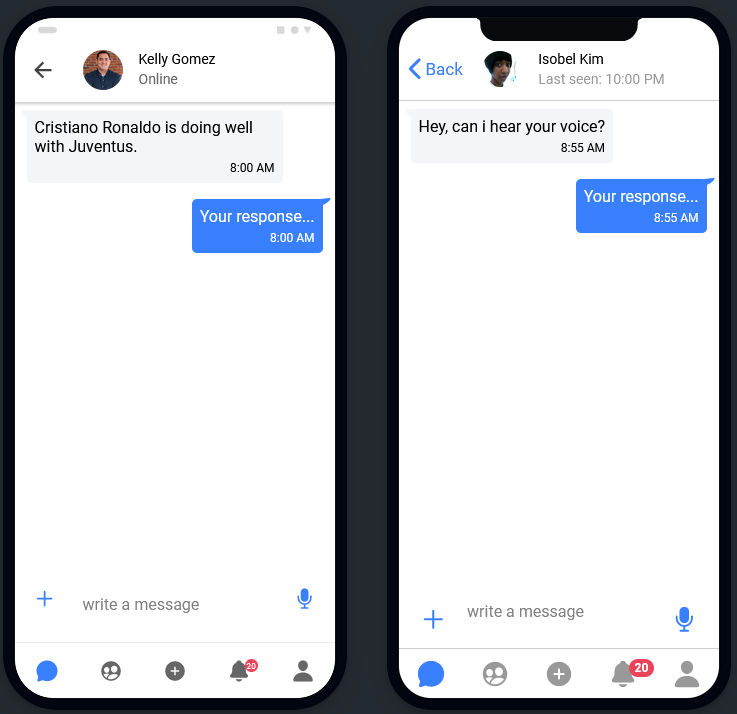 Kelly Gomez
Online
Cristiano Ronaldo is doing well
with Juventus.
8:00 AM
Your response...
8:00 AM
write a message
20
Back
Isobel Kim
Last seen: 10:00 PM
Hey, can i hear your voice?
8:55 AM
Your response...
8:55 AM
write a message
20